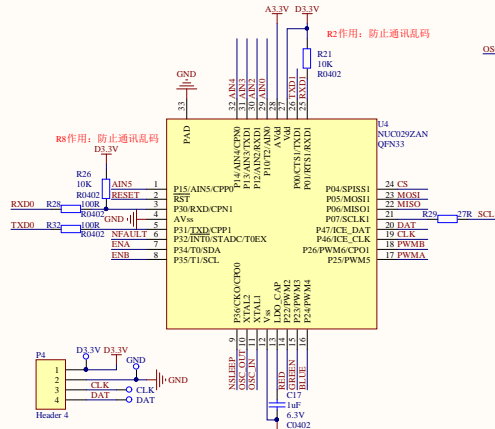 A3.3V D3.3V
R2作用：防止通讯乱码
R21
10K
R0402
OS
GND
AIN4
AIN3
AIN2
AIN0
TXD1
RXD1
33
32
31
30
29
28
27
26
25
PAD
P14/AIN4/CPN0
P13/AIN3/TXD1
P12/AIN2/RXD1
P10/T2/AIN0
AVdd
Vdd
P00/CTS1/TXD1
P01/RTS1/RXD1
U4
NUC029ZAN
QFN33
R8作用：防止通讯乱码
D3.3V
R26
10K
R0402
AIN5 1 P15/AIN5/CPP0
RESET 2 RST
RXD0 R28 100R 3 P30/RXD/CPN1
R0402
GND 4 AVss
TXD0 R32 100R 5 P31/TXD/CPP1
R0402
NFAULT 6 P32/INT0/STADC/T0EX
ENA 7 P34/T0/SDA
ENB 8 P35/T1/SCL
P04/SPISS1 24 CS
P05/MOSI1 23 MOSI
P06/MISO1 22 MISO
P07/SCLK1 21 R29 27R SCL
P47/ICE_DAT 20 DAT
P46/ICE_CLK 19 CLK
P26/PWM6/CPO1 18 PWMB
P25/PWM5 17 PWMA
P36/CKO/CPO0
XTAL2
XTAL1
Vss
LDO_CAP
P22/PWM2
P23/PWM3
P24/PWM4
9
10
11
12
13
14
15
16
NSLEEP
OSC_OUT
OSC_IN
RED
GREEN
BLUE
C17
1uF
6.3V
C0402
P4
D3.3V D3.3V
GND
1
2 GND
3 CLK CLK
4 DAT DAT
Header 4